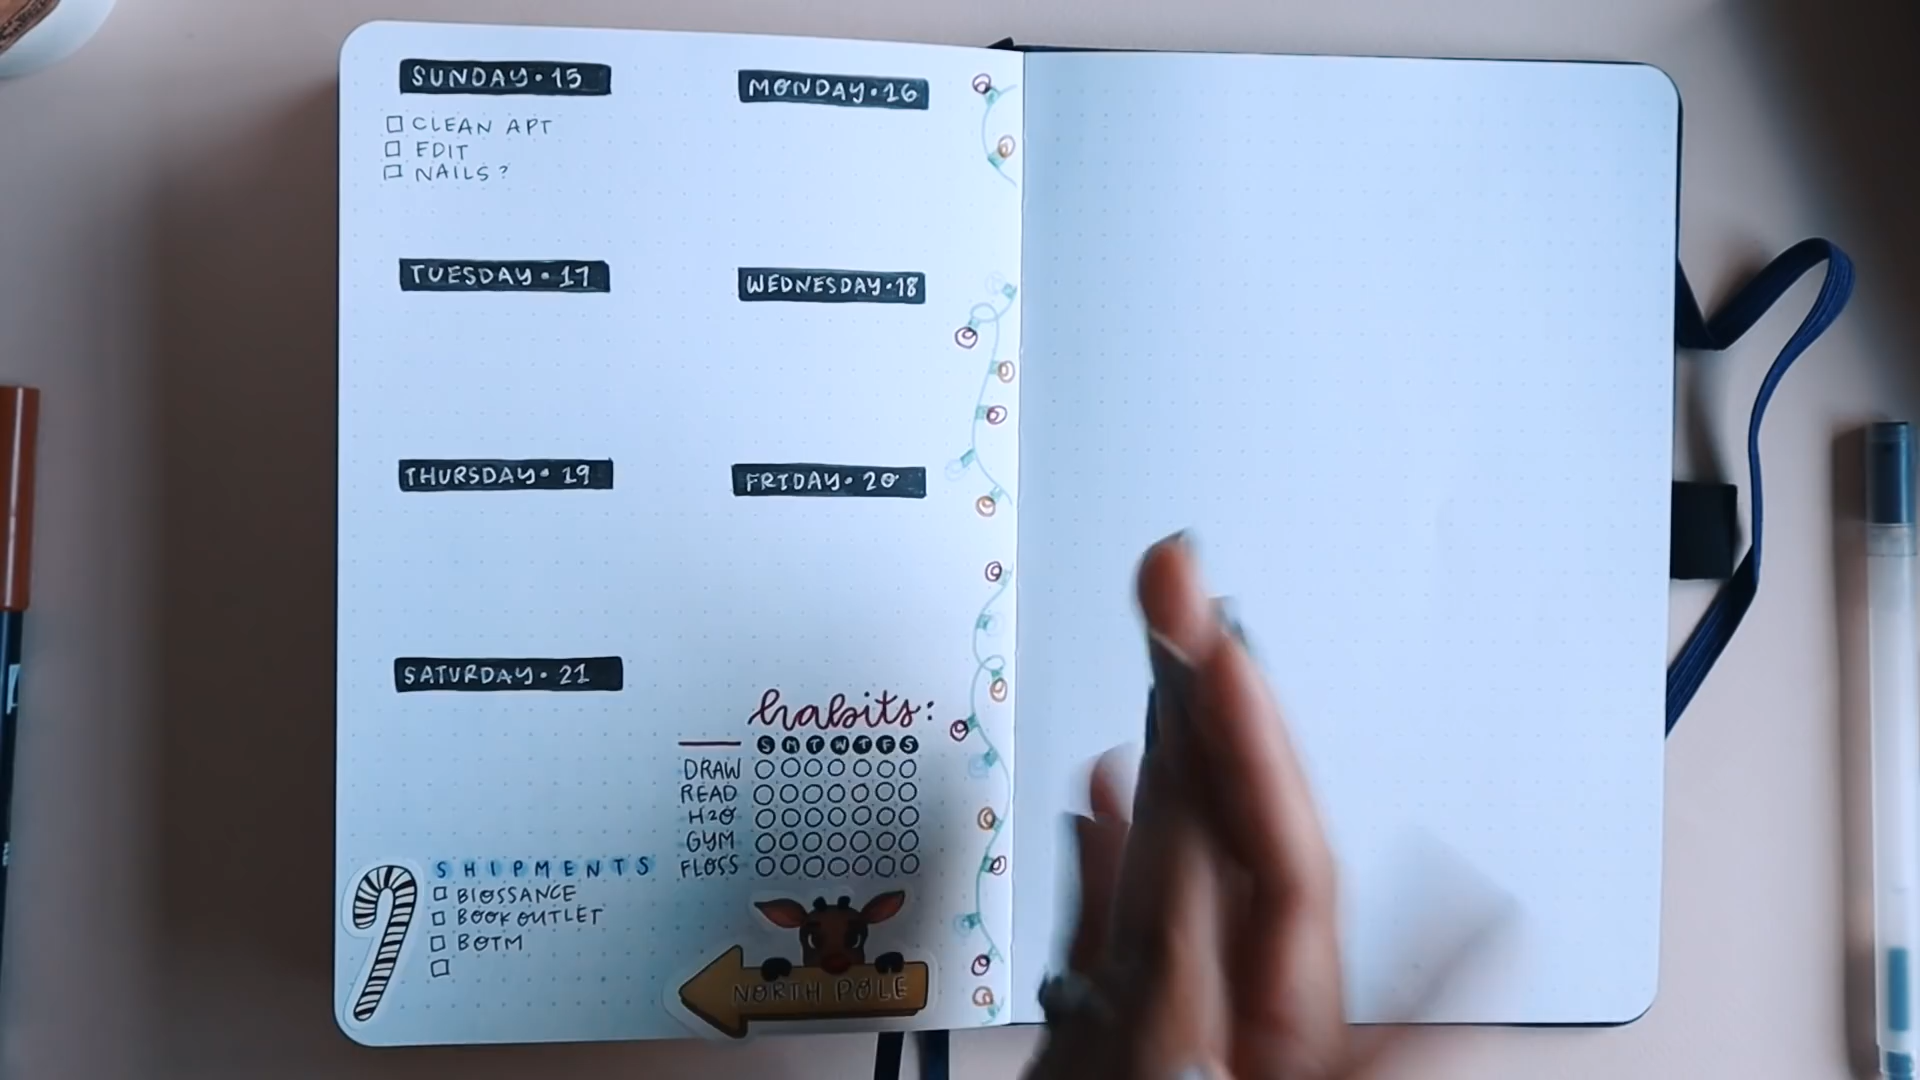 SUNDAY • 15
CLEAN APT
EDIT
NAILS?
MONDAY • 16
TUESDAY • 17
WEDNESDAY • 18
THURSDAY • 19
FRIDAY • 20
SATURDAY • 21
habits:
S M T W T F S
DRAW
READ
H2O
GYM
FLOSS
SHIPMENTS
BIOSSANCE
BOOK OUTLET
BOTM
NORTH POLE